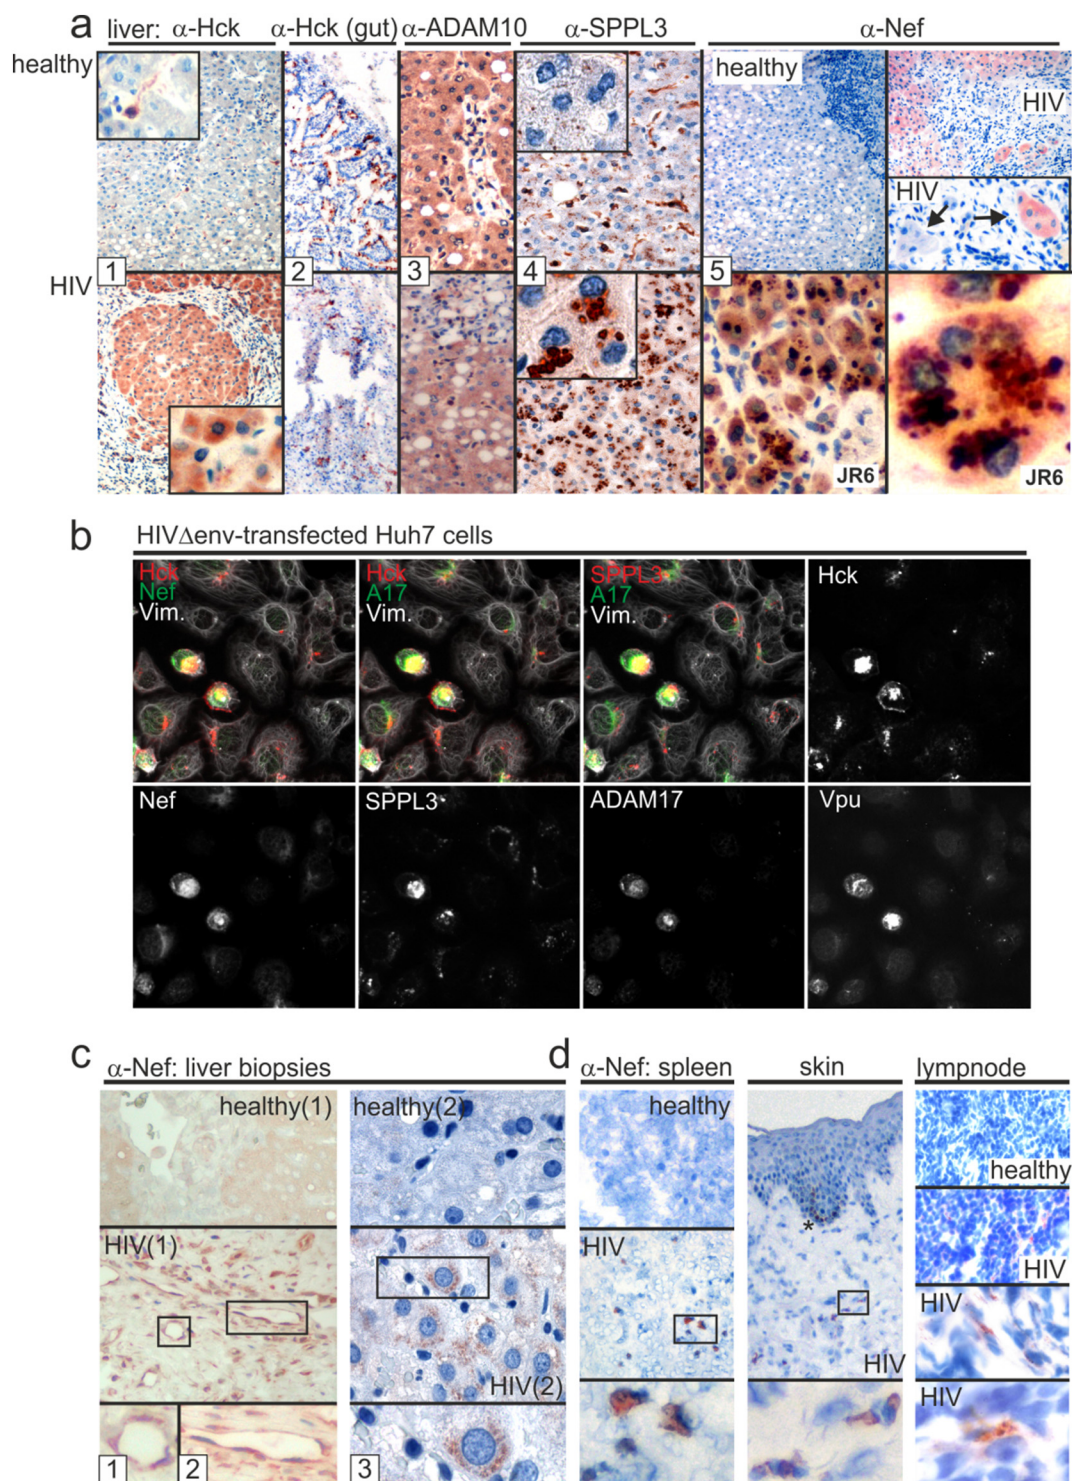 a
liver: α-Hck
α-Hck (gut)
α-ADAM10
α-SPPL3
α-Nef
healthy
healthy
HIV
HIV
1
2
3
4
5
HIV
JR6
JR6
b
HIVΔenv-transfected Huh7 cells
Hck
Nef
Vim.
Hck
A17
Vim.
SPPL3
A17
Vim.
Hck
Nef
SPPL3
ADAM17
Vpu
c
α-Nef: liver biopsies
healthy(1)
healthy(2)
HIV(1)
HIV(2)
1
2
3
d
α-Nef: spleen
skin
lympnode
healthy
healthy
HIV
HIV
HIV
*
HIV
HIV